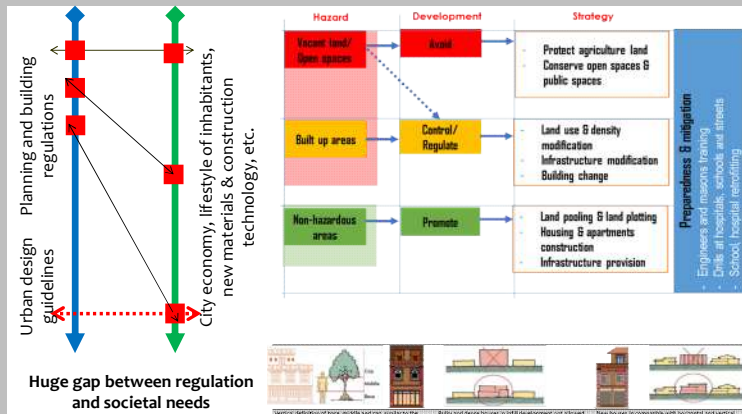 Planning and building
regulations
Urban design
guidelines
City economy, lifestyle of inhabitants,
new materials & construction
technology, etc.
Huge gap between regulation
and societal needs
Hazard
Development
Strategy
Vacant land/
Open spaces
Avoid
- Protect agriculture land
- Conserve open spaces &
public spaces
Built up areas
Control/
Regulate
- Land use & density
modification
- Infrastructure modification
- Building change
Non-hazardous
areas
Promote
- Land pooling & land plotting
- Housing & apartments
construction
- Infrastructure provision
Preparedness & mitigation
- Engineers and masons training
- Drills at hospitals, schools and streets
- School, hospital retrofitting